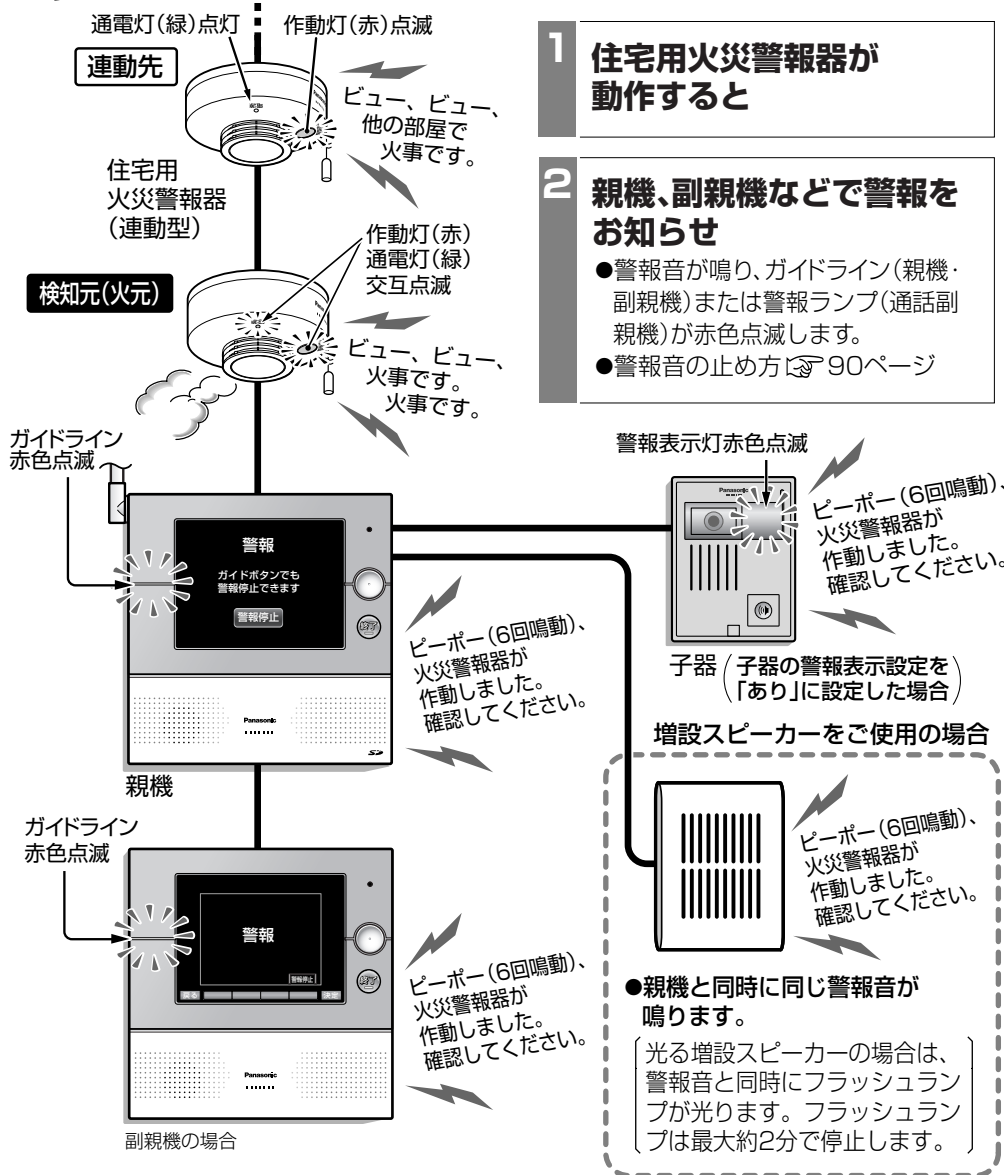 通電灯(緑)点灯
作動灯(赤)点滅
連動先
ビュー、ビュー、
他の部屋で
火事です。
住宅用
火災警報器
(連動型)
作動灯(赤)
通電灯(緑)
交互点滅
検知元(火元)
ビュー、ビュー、
火事です。
火事です。
1 住宅用火災警報器が
動作すると
2 親機、副親機などで警報を
お知らせ
●警報音が鳴り、ガイドライン(親機・
副親機)または警報ランプ(通話副
親機)が赤色点滅します。
●警報音の止め方 ☞ 90ページ
ガイドライン
赤色点滅
警報
ガイドボタンでも
警報停止できます
警報停止
終了
Panasonic
親機
ピーポー(6回鳴動)、
火災警報器が
作動しました。
確認してください。
警報表示灯赤色点滅
Panasonic
ピーポー(6回鳴動)、
火災警報器が
作動しました。
確認してください。
子器(子器の警報表示設定を
「あり」に設定した場合)
ガイドライン
赤色点滅
警報
警報停止
戻る
決定
終了
Panasonic
副親機の場合
ピーポー(6回鳴動)、
火災警報器が
作動しました。
確認してください。
増設スピーカーをご使用の場合
ピーポー(6回鳴動)、
火災警報器が
作動しました。
確認してください。
●親機と同時に同じ警報音が
鳴ります。
光る増設スピーカーの場合は、
警報音と同時にフラッシュラン
プが光ります。フラッシュラン
プは最大約2分で停止します。